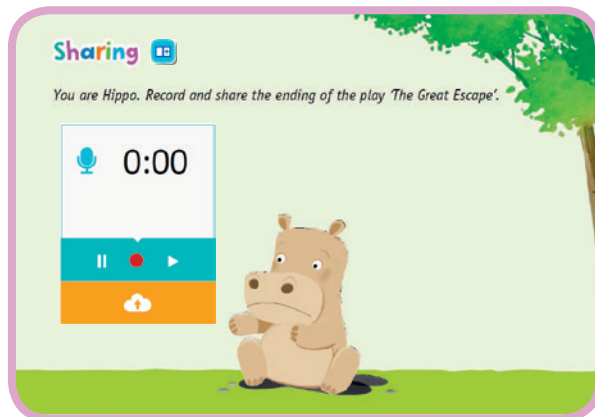 Sharing
You are Hippo. Record and share the ending of the play 'The Great Escape'.
0:00